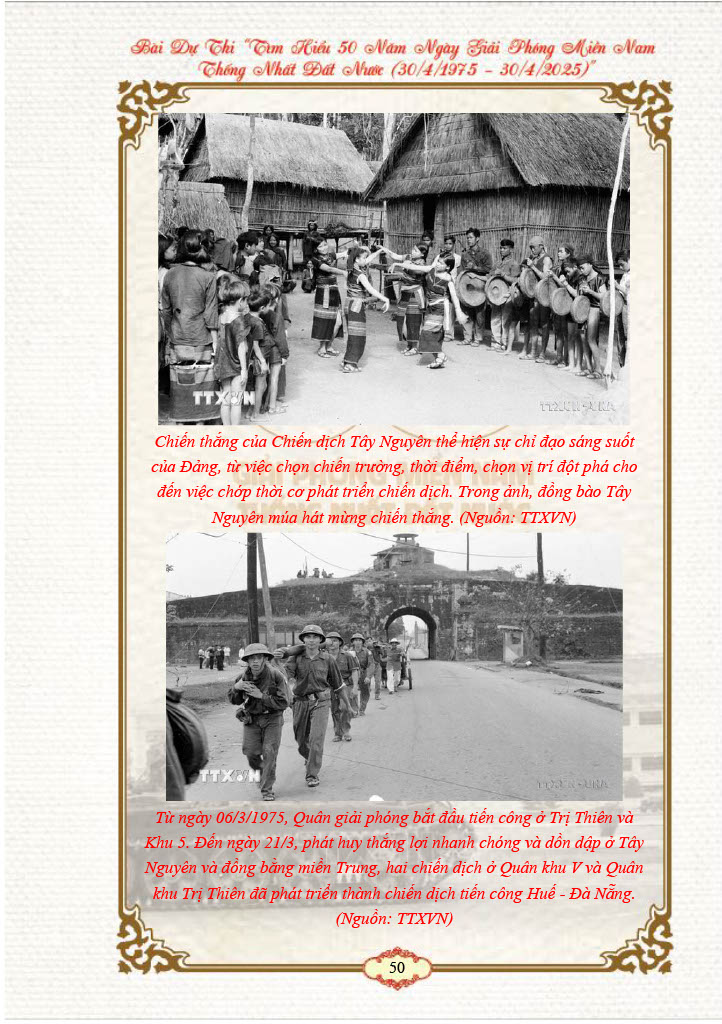 Bài Dự Thi “Tìm Hiểu 50 Năm Ngày Giải Phóng Miền Nam
Thống Nhất Đất Nước (30/4/1975 – 30/4/2025)”
TTXVN
TTXVN - VNA
Chiến thắng của Chiến dịch Tây Nguyên thể hiện sự chỉ đạo sáng suốt
của Đảng, từ việc chọn chiến trường, thời điểm, chọn vị trí đột phá cho
đến việc chớp thời cơ phát triển chiến dịch. Trong ảnh, đồng bào Tây
Nguyên múa hát mừng chiến thắng. (Nguồn: TTXVN)
TTXVN
Từ ngày 06/3/1975, Quân giải phóng bắt đầu tiến công ở Trị Thiên và
Khu 5. Đến ngày 21/3, phát huy thắng lợi nhanh chóng và dồn dập ở Tây
Nguyên và đồng bằng miền Trung, hai chiến dịch ở Quân khu V và Quân
khu Trị Thiên đã phát triển thành chiến dịch tiến công Huế - Đà Nẵng.
(Nguồn: TTXVN)
50